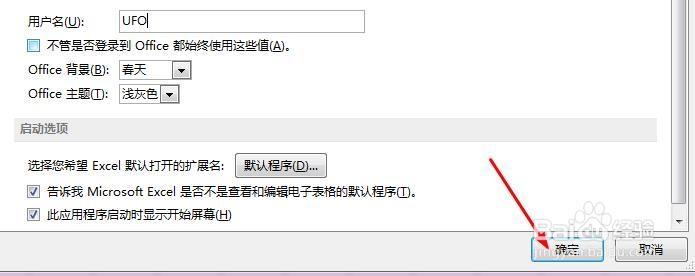 用户名(U): UFO
不管是否登录到 Office 都始终使用这些值(A)。
Office 背景(B): 春天
Office 主题(T): 浅灰色
启动选项
选择您希望 Excel 默认打开的扩展名: 默认程序(D)...
告诉我 Microsoft Excel 是否不是查看和编辑电子表格的默认程序(T)。
此应用程序启动时显示开始屏幕(H)
确定 取消
Baidu 经验
jingyan.baidu.com